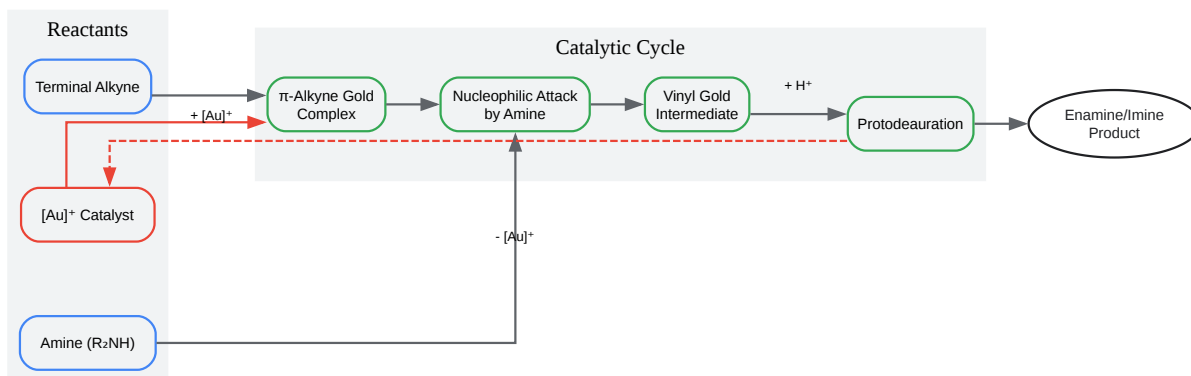 Reactants
Terminal Alkyne
+ [Au]⁺
[Au]⁺ Catalyst
Amine (R₂NH)
Catalytic Cycle
π-Alkyne Gold
Complex
Nucleophilic Attack
by Amine
Vinyl Gold
Intermediate
+ H⁺
Protodeauration
- [Au]⁺
Enamine/Imine
Product